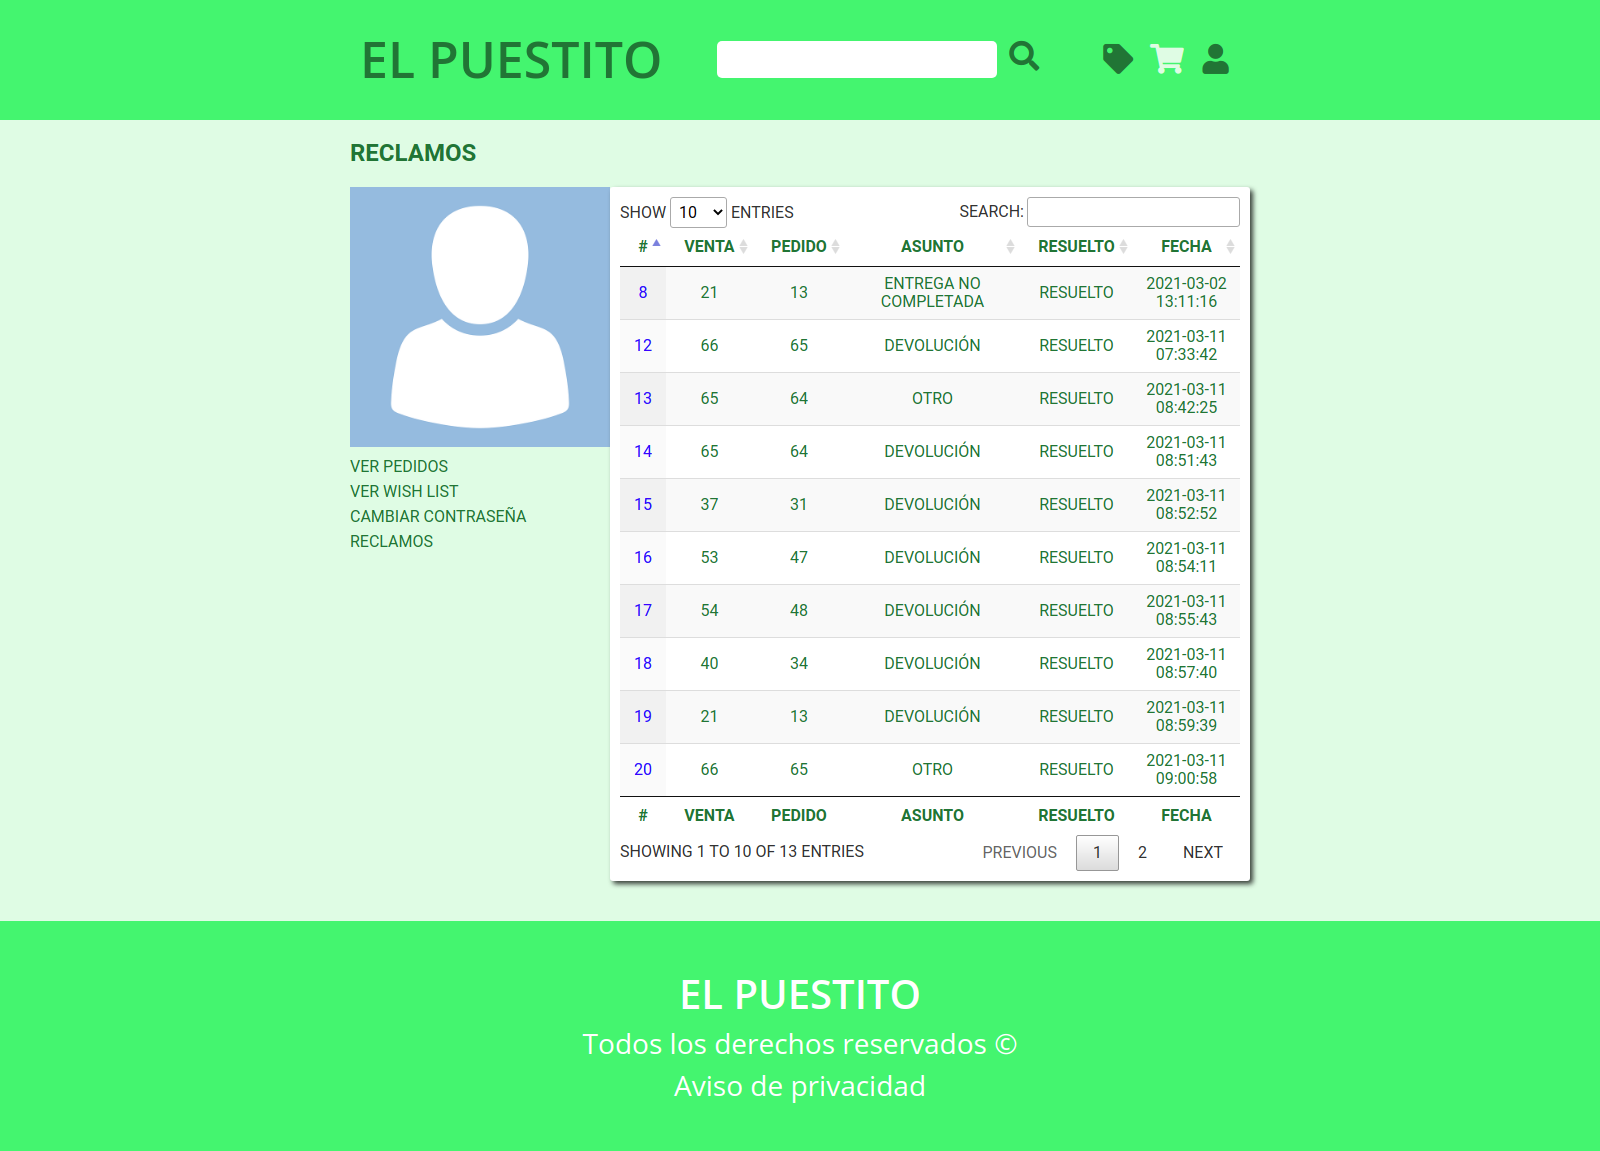 EL PUESTITO
RECLAMOS
VER PEDIDOS
VER WISH LIST
CAMBIAR CONTRASEÑA
RECLAMOS
SHOW 10 ENTRIES SEARCH:
# VENTA PEDIDO ASUNTO RESUELTO FECHA
8 21 13 ENTREGA NO COMPLETADA RESUELTO 2021-03-02 13:11:16
12 66 65 DEVOLUCIÓN RESUELTO 2021-03-11 07:33:42
13 65 64 OTRO RESUELTO 2021-03-11 08:42:25
14 65 64 DEVOLUCIÓN RESUELTO 2021-03-11 08:51:43
15 37 31 DEVOLUCIÓN RESUELTO 2021-03-11 08:52:52
16 53 47 DEVOLUCIÓN RESUELTO 2021-03-11 08:54:11
17 54 48 DEVOLUCIÓN RESUELTO 2021-03-11 08:55:43
18 40 34 DEVOLUCIÓN RESUELTO 2021-03-11 08:57:40
19 21 13 DEVOLUCIÓN RESUELTO 2021-03-11 08:59:39
20 66 65 OTRO RESUELTO 2021-03-11 09:00:58
# VENTA PEDIDO ASUNTO RESUELTO FECHA
SHOWING 1 TO 10 OF 13 ENTRIES PREVIOUS 1 2 NEXT
EL PUESTITO
Todos los derechos reservados ©
Aviso de privacidad